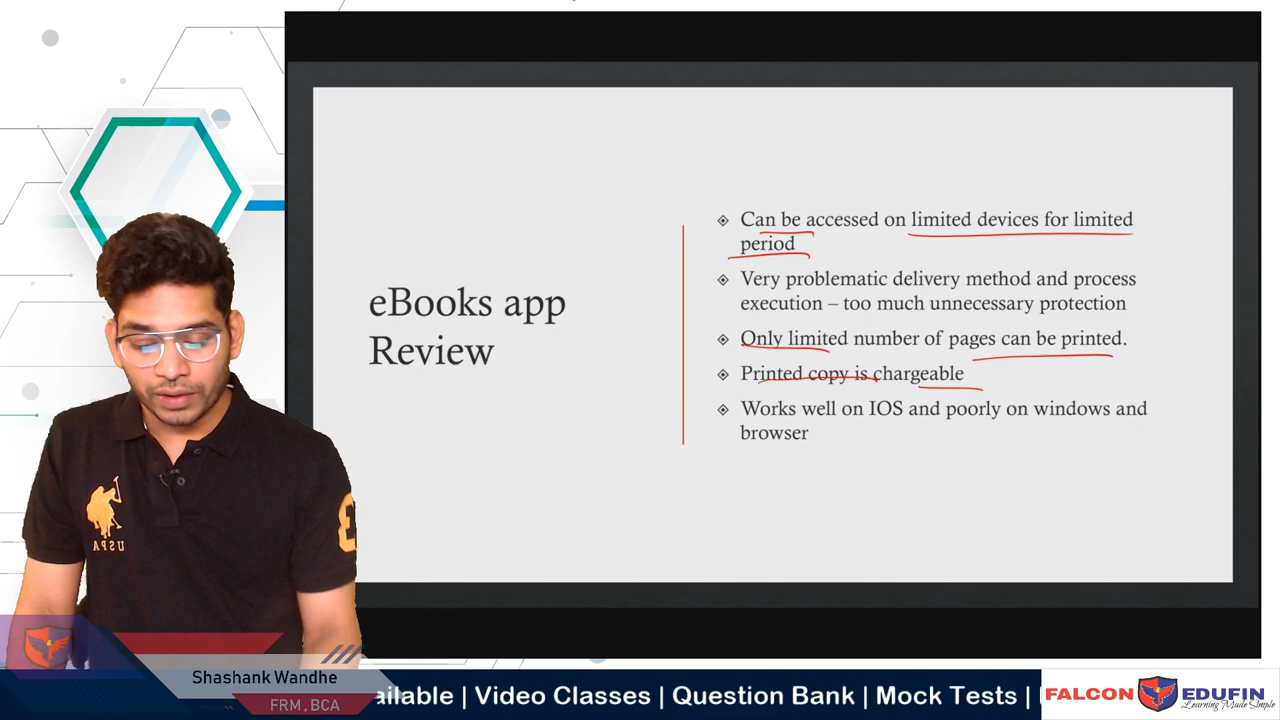 Can be accessed on limited devices for limited
period
Very problematic delivery method and process
execution – too much unnecessary protection
eBooks app
Review
Only limited number of pages can be printed.
Printed copy is chargeable
Works well on IOS and poorly on windows and
browser
USPA
3
Shashank Wandhe
FRM , BCA
ailable | Video Classes | Question Bank | Mock Tests |
FALCON EDUFIN
Learning Made Simple